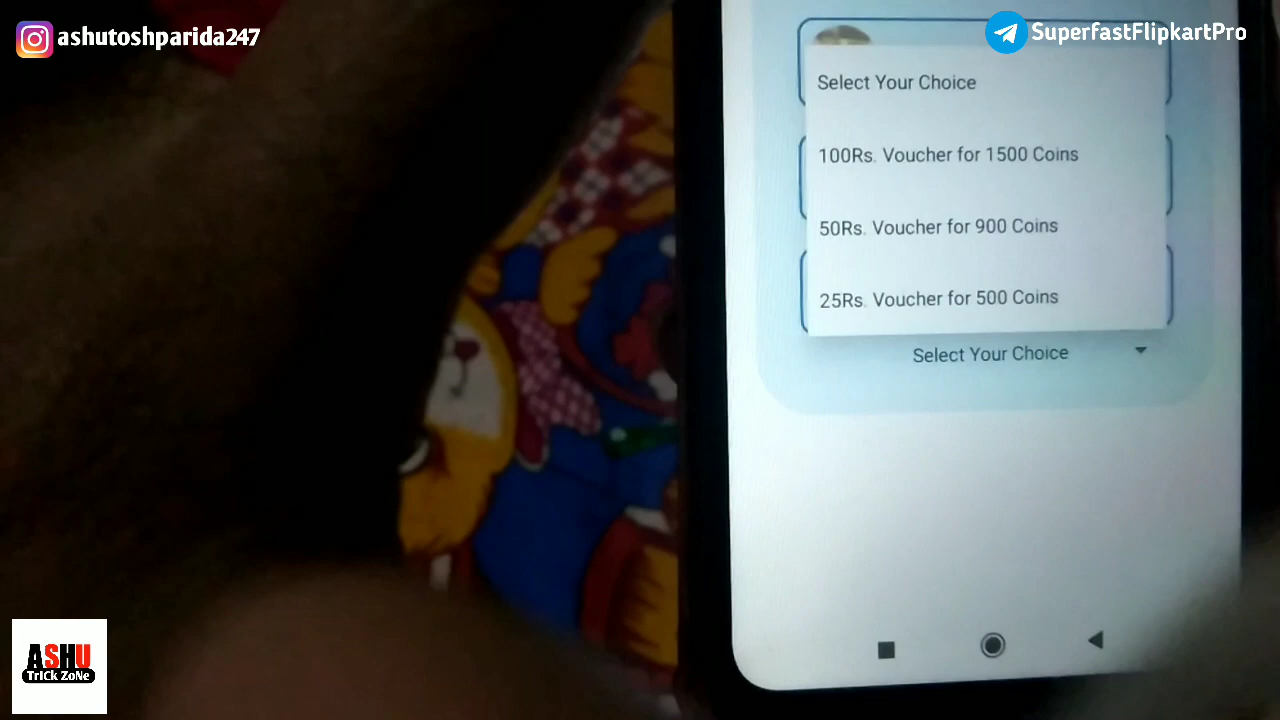 ashutoshparida247
SuperfastFlipkartPro
Select Your Choice
100Rs. Voucher for 1500 Coins
50Rs. Voucher for 900 Coins
25Rs. Voucher for 500 Coins
Select Your Choice
ASHU
TrICK ZoNe